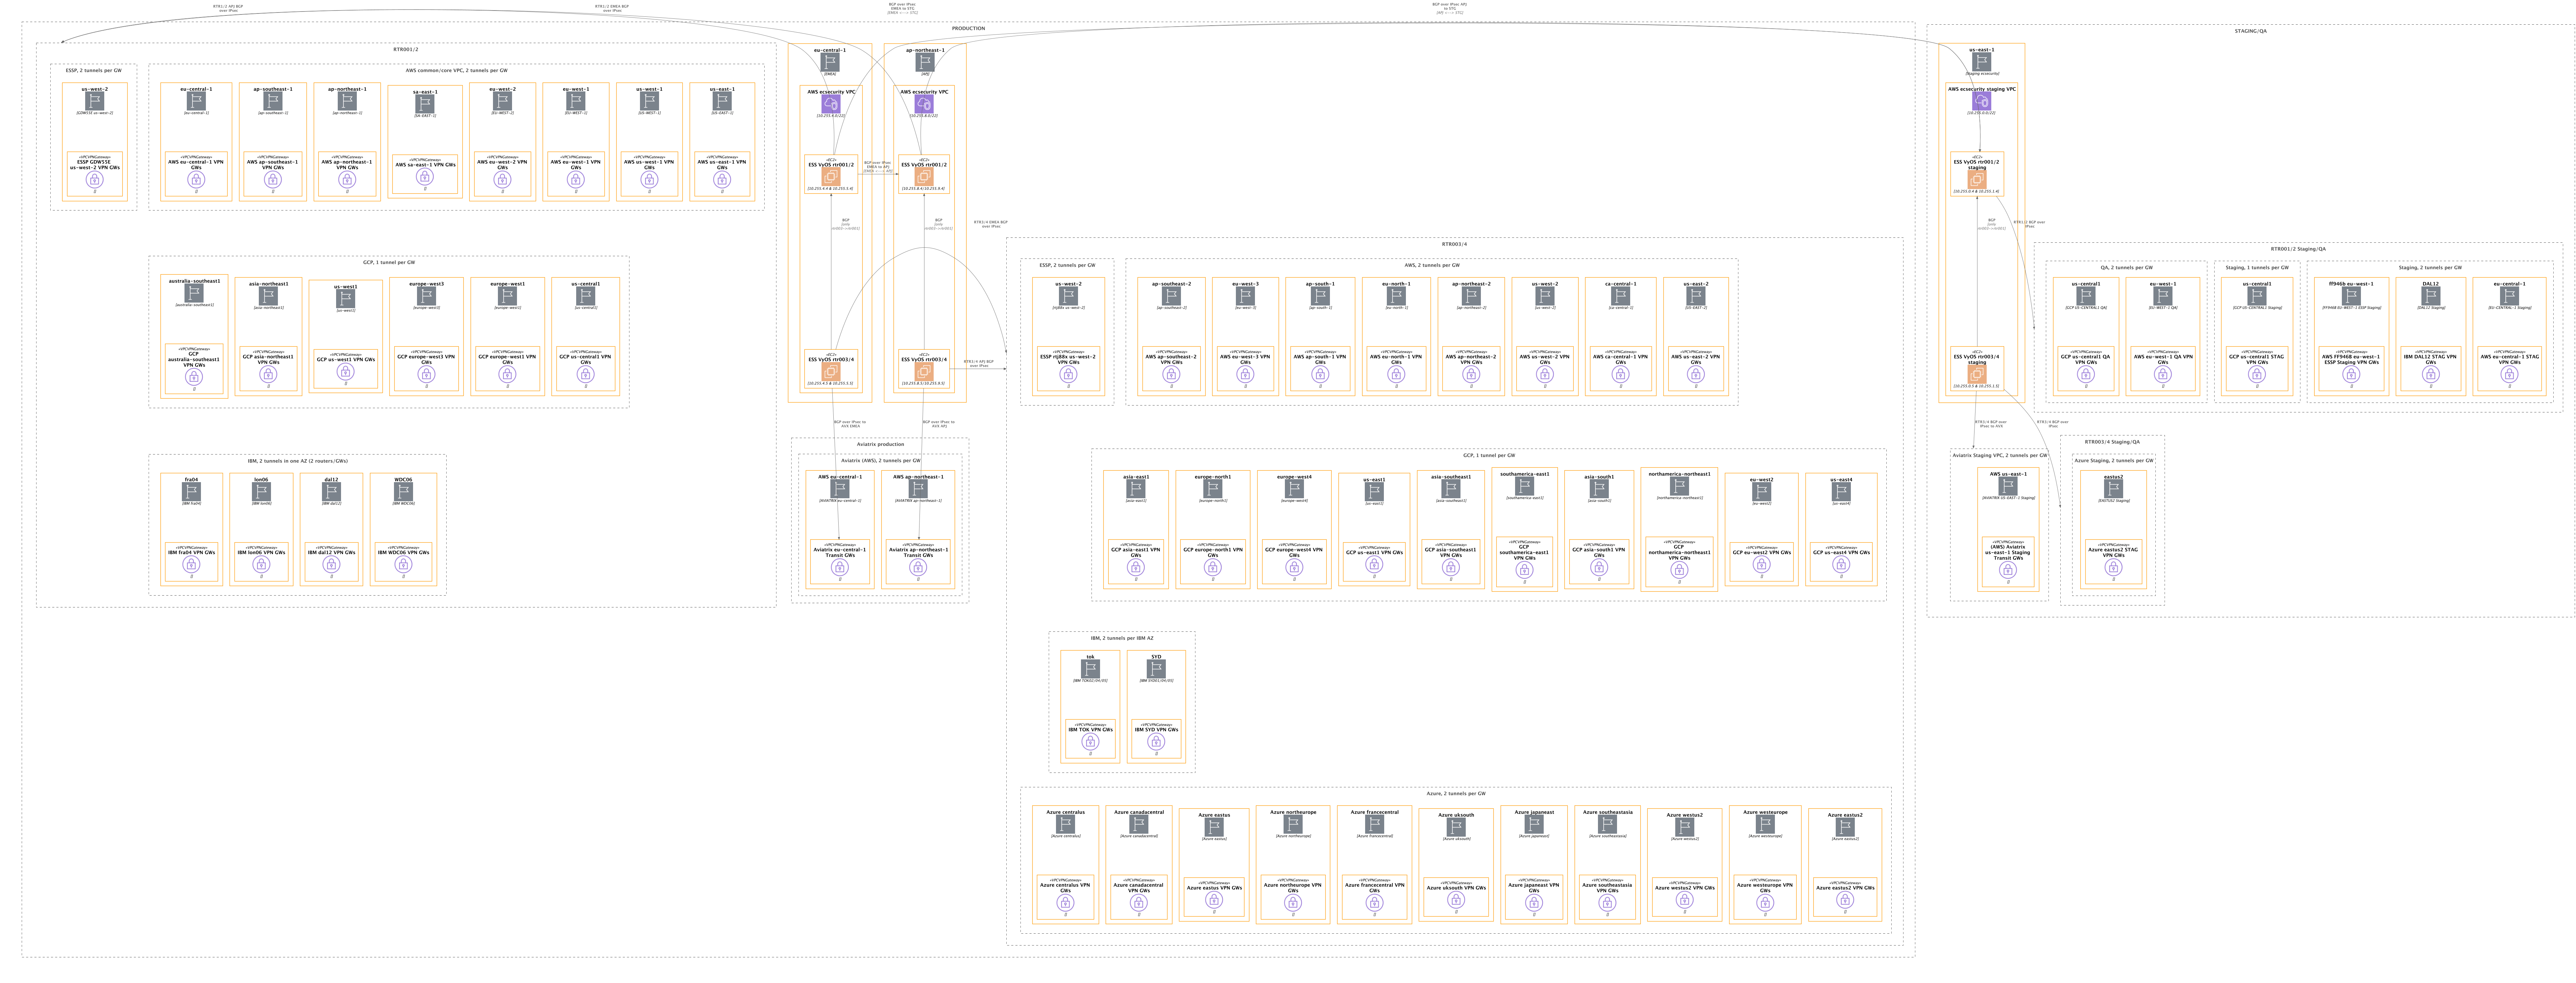 RTR1/2 APJ BGP
over IPsec
RTR1/2 EMEA BGP
over IPsec
BGP over IPsec
EMEA to STG
[EMEA <--> STG]
BGP over IPsec APJ
to STG
[APJ <--> STG]
PRODUCTION
RTR001/2
ESSP, 2 tunnels per GW
us-west-2
[GDW55E us-west-2]
«VPCVPNGateway»
ESSP GDW55E
us-west-2 VPN GWs
[]
AWS common/corn VPC, 2 tunnels per GW
eu-central-1
[eu-central-1]
«VPCVPNGateway»
AWS eu-central-1 VPN
GWs
[]
ap-southeast-1
[ap-southeast-1]
«VPCVPNGateway»
AWS ap-southeast-1
VPN GWs
[]
ap-northeast-1
[ap-northeast-1]
«VPCVPNGateway»
AWS ap-northeast-1
VPN GWs
[]
sa-east-1
[SA-EAST-1]
«VPCVPNGateway»
AWS sa-east-1 VPN GWs
[]
eu-west-2
[EU-WEST-2]
«VPCVPNGateway»
AWS eu-west-2 VPN
GWs
[]
eu-west-1
[EU-WEST-1]
«VPCVPNGateway»
AWS eu-west-1 VPN
GWs
[]
us-west-1
[US-WEST-1]
«VPCVPNGateway»
AWS us-west-1 VPN
GWs
[]
us-east-1
[US-EAST-1]
«VPCVPNGateway»
AWS us-east-1 VPN
GWs
[]
GCP, 1 tunnel per GW
australia-southeast1
[australia-southeast1]
«VPCVPNGateway»
GCP
australia-southeast1
VPN GWs
[]
asia-northeast1
[asia-northeast1]
«VPCVPNGateway»
GCP asia-northeast1
VPN GWs
[]
us-west1
[us-west1]
«VPCVPNGateway»
GCP us-west1 VPN GWs
[]
europe-west3
[europe-west3]
«VPCVPNGateway»
GCP europe-west3 VPN
GWs
[]
europe-west1
[europe-west1]
«VPCVPNGateway»
GCP europe-west1 VPN
GWs
[]
us-central1
[us-central1]
«VPCVPNGateway»
GCP us-central1 VPN
GWs
[]
IBM, 2 tunnels in one AZ (2 routers/GWs)
fra04
[IBM fra04]
«VPCVPNGateway»
IBM fra04 VPN GWs
[]
lon06
[IBM lon06]
«VPCVPNGateway»
IBM lon06 VPN GWs
[]
dal12
[IBM dal12]
«VPCVPNGateway»
IBM dal12 VPN GWs
[]
WDC06
[IBM WDC06]
«VPCVPNGateway»
IBM WDC06 VPN GWs
[]
eu-central-1
[EMEA]
AWS ecsecurity VPC
«EC2»
ESS VyOS rtr001/2
[10.255.4.4 & 10.255.5.4]
BGP
«EC2»
ESS VyOS rtr003/4
[10.255.4.5 & 10.255.5.5]
BGP over IPsec
EMEA to APJ
[EMEA <--> APJ]
ap-northeast-1
[APJ]
AWS ecsecurity VPC
[10.255.8.0/22]
«EC2»
ESS VyOS rtr001/2
[10.255.8.4/10.255.9.4]
BGP
«EC2»
ESS VyOS rtr003/4
[10.255.8.5/10.255.9.5]
RTR3/4 EMEA BGP
over IPsec
RTR3/4 APJ BGP
over IPsec
BGP over IPsec to
AVX EMEA
BGP over IPsec to
AVX APJ
Aviatrix production
Aviatrix (AWS), 2 tunnels per GW
AWS eu-central-1
[AVIATRIX eu-central-1]
«VPCVPNGateway»
Aviatrix eu-central-1
Transit GWs
[]
AWS ap-northeast-1
[AVIATRIX ap-northeast-1]
«VPCVPNGateway»
Aviatrix ap-northeast-1
Transit GWs
[]
RTR003/4
ESSP, 2 tunnels per GW
us-west-2
«VPCVPNGateway»
VPN GWs
[]
AWS, 2 tunnels per GW
ap-southeast-2
[ap-southeast-2]
«VPCVPNGateway»
AWS ap-southeast-2
VPN GWs
[]
eu-west-3
[eu-west-3]
«VPCVPNGateway»
AWS eu-west-3 VPN
GWs
[]
ap-south-1
[ap-south-1]
«VPCVPNGateway»
AWS ap-south-1 VPN
GWs
[]
eu-north-1
[eu-north-1]
«VPCVPNGateway»
AWS eu-north-1 VPN
GWs
[]
ap-northeast-2
[ap-northeast-2]
«VPCVPNGateway»
AWS ap-northeast-2
VPN GWs
[]
us-west-2
[us-west-2]
«VPCVPNGateway»
AWS us-west-2 VPN
GWs
[]
ca-central-1
[ca-central-1]
«VPCVPNGateway»
AWS ca-central-1 VPN
GWs
[]
us-east-2
[US-EAST-2]
«VPCVPNGateway»
AWS us-east-2 VPN
GWs
[]
GCP, 1 tunnel per GW
asia-east1
[asia-east1]
«VPCVPNGateway»
GCP asia-east1 VPN
GWs
[]
europe-north1
[europe-north1]
«VPCVPNGateway»
GCP europe-north1 VPN
GWs
[]
europe-west4
[europe-west4]
«VPCVPNGateway»
GCP europe-west4 VPN
GWs
[]
us-east1
[us-east1]
«VPCVPNGateway»
GCP us-east1 VPN GWs
[]
asia-southeast1
[asia-southeast1]
«VPCVPNGateway»
GCP asia-southeast1
VPN GWs
[]
southamerica-east1
[southamerica-east1]
«VPCVPNGateway»
GCP
southamerica-east1
VPN GWs
[]
asia-south1
[asia-south1]
«VPCVPNGateway»
GCP asia-south1 VPN
GWs
[]
northamerica-northeast1
[northamerica-northeast1]
«VPCVPNGateway»
GCP
northamerica-northeast1
VPN GWs
[]
eu-west2
[eu-west2]
«VPCVPNGateway»
GCP eu-west2 VPN GWs
[]
us-east4
[us-east4]
«VPCVPNGateway»
GCP us-east4 VPN GWs
[]
IBM, 2 tunnels per IBM AZ
tok
[IBM TOK02/04/05]
«VPCVPNGateway»
IBM TOK VPN GWs
[]
SYD
[IBM SYD01/04/05]
«VPCVPNGateway»
IBM SYD VPN GWs
[]
Azure, 2 tunnels per GW
Azure centralus
[Azure centralus]
«VPCVPNGateway»
Azure centralus VPN
GWs
[]
Azure canadacentral
[Azure canadacentral]
«VPCVPNGateway»
Azure canadacentral
VPN GWs
[]
Azure eastus
[Azure eastus]
«VPCVPNGateway»
Azure eastus VPN GWs
[]
Azure northeurope
[Azure northeurope]
«VPCVPNGateway»
Azure northeurope VPN
GWs
[]
Azure francecentral
[Azure francecentral]
«VPCVPNGateway»
Azure francecentral VPN
GWs
[]
Azure uksouth
[Azure uksouth]
«VPCVPNGateway»
Azure uksouth VPN GWs
[]
Azure japaneast
[Azure japaneast]
«VPCVPNGateway»
Azure japaneast VPN
GWs
[]
Azure southeastasia
[Azure southeastasia]
«VPCVPNGateway»
Azure southeastasia
VPN GWs
[]
Azure westus2
[Azure westus2]
«VPCVPNGateway»
Azure westus2 VPN GWs
[]
Azure westeurope
[Azure westeurope]
«VPCVPNGateway»
Azure westeurope VPN
GWs
[]
Azure eastus2
[Azure eastus2]
«VPCVPNGateway»
Azure eastus2 VPN GWs
[]
STAGING/QA
us-east-1
[Staging ecsecurity]
AWS ecsecurity staging VPC
[10.255.0.0/22]
«EC2»
ESS VyOS rtr001/2
staging
[10.255.0.4 & 10.255.1.4]
BGP
RTR1/2 BGP over
IPsec
«EC2»
ESS VyOS rtr003/4
staging
[10.255.0.5 & 10.255.1.5]
RTR3/4 BGP over
IPsec to AVX
RTR3/4 BGP over
IPsec
RTR001/2 Staging/QA
QA, 2 tunnels per GW
us-central1
[GCP US-CENTRAL1 QA]
«VPCVPNGateway»
GCP us-central1 QA
VPN GWs
[]
eu-west-1
[EU-WEST-1 QA]
«VPCVPNGateway»
AWS eu-west-1 QA VPN
GWs
[]
Staging, 1 tunnels per GW
us-central1
[GCP US-CENTRAL1 Staging]
«VPCVPNGateway»
GCP us-central1 STAG
VPN GWs
[]
Staging, 2 tunnels per GW
ff946b eu-west-1
[FF946B EU-WEST-1 ESSP Staging]
«VPCVPNGateway»
AWS FF946B eu-west-1
ESSP Staging VPN GWs
[]
DAL12
[DAL12 Staging]
«VPCVPNGateway»
IBM DAL12 STAG VPN
GWs
[]
eu-central-1
[EU-CENTRAL-1 Staging]
«VPCVPNGateway»
AWS eu-central-1 STAG
VPN GWs
[]
Aviatrix Staging VPC, 2 tunnels per GW
AWS us-east-1
[AVIATRIX US-EAST-1 Staging]
«VPCVPNGateway»
(AWS) Aviatrix
us-east-1 Staging
Transit GWs
[]
RTR003/4 Staging/QA
Azure Staging, 2 tunnels per GW
eastus2
[EASTUS2 Staging]
«VPCVPNGateway»
Azure eastus2 STAG
VPN GWs
[]